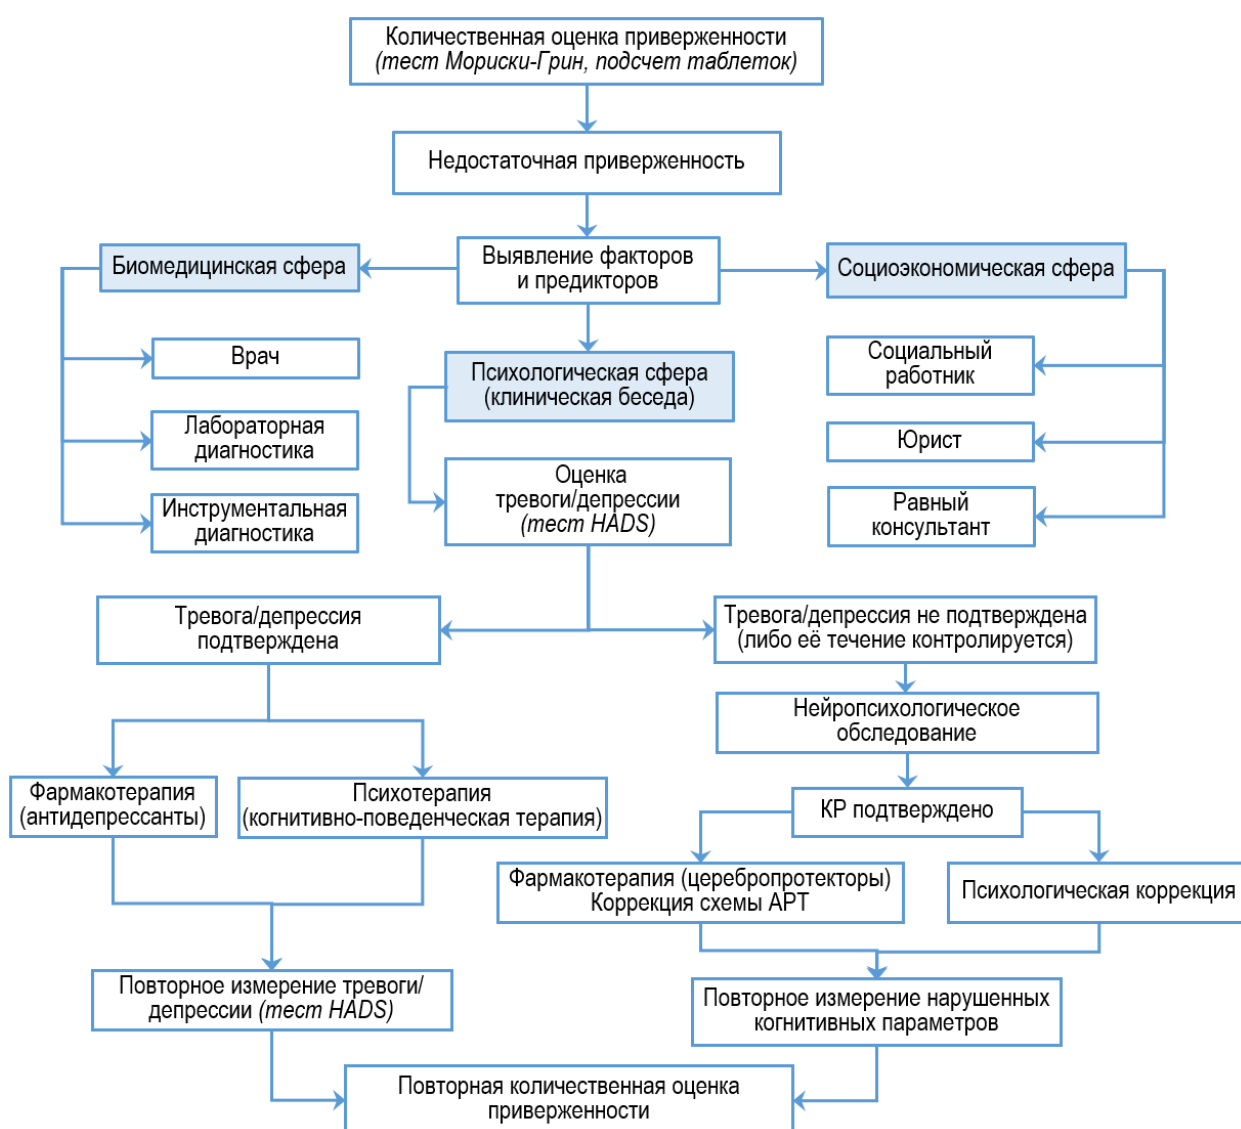 Количественная оценка приверженности
(тест Мориски-Грин, подсчет таблеток)
Недостаточная приверженность
Биомедицинская сфера
Выявление факторов
и предикторов
Социоэкономическая сфера
Врач
Лабораторная
диагностика
Инструментальная
диагностика
Психологическая сфера
(клиническая беседа)
Социальный
работник
Юрист
Равный
консультант
Оценка
тревоги/депрессии
(тест HADS)
Тревога/депрессия
подтверждена
Тревога/депрессия не подтверждена
(либо её течение контролируется)
Нейропсихологическое
обследование
Фармакотерапия
(антидепрессанты)
Психотерапия
(когнитивно-поведенческая терапия)
КР подтверждено
Фармакотерапия (церебропротекторы)
Коррекция схемы АРТ
Психологическая коррекция
Повторное измерение тревоги/
депрессии (тест HADS)
Повторное измерение нарушенных
когнитивных параметров
Повторная количественная оценка
приверженности